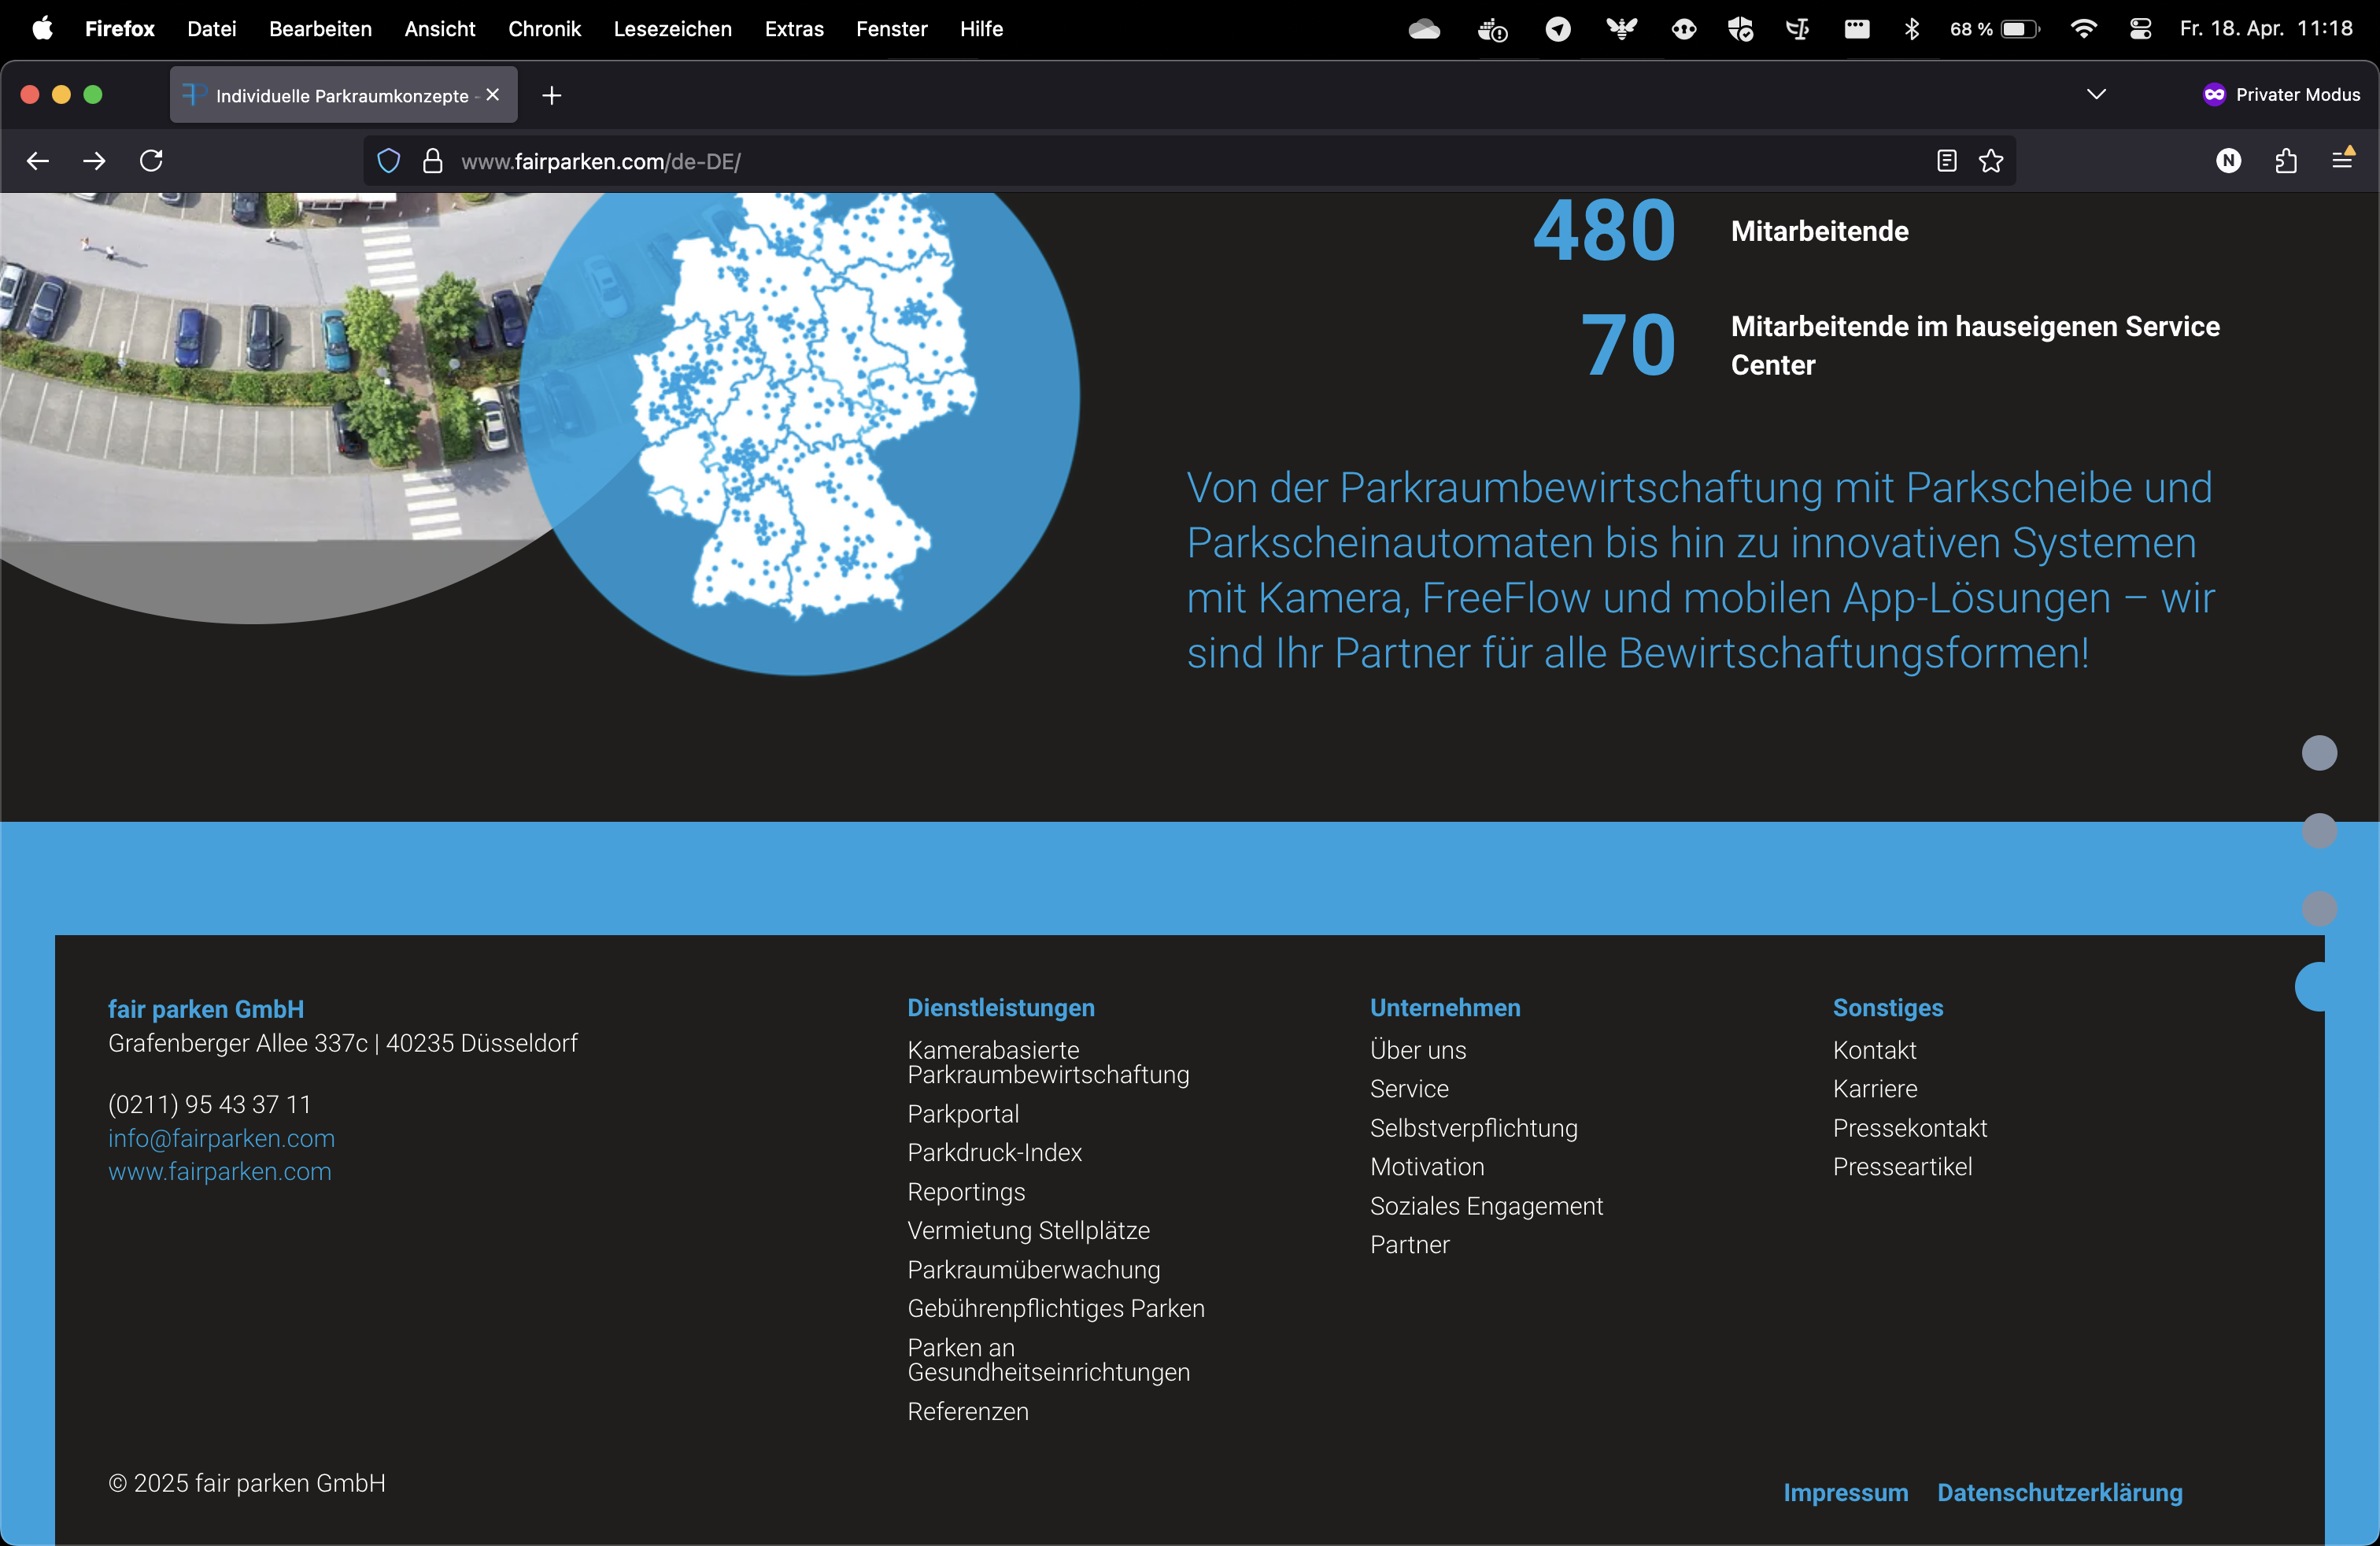 Firefox Datei Bearbeiten Ansicht Chronik Lesezeichen Extras Fenster Hilfe 68 % Fr. 18. Apr. 11:18
Individuelle Parkraumkonzepte -
Privater Modus
www.fairparken.com/de-DE/
N
480 Mitarbeitende
70 Mitarbeitende im hauseigenen Service
Center
Von der Parkraumbewirtschaftung mit Parkscheibe und
Parkscheinautomaten bis hin zu innovativen Systemen
mit Kamera, FreeFlow und mobilen App-Lösungen – wir
sind Ihr Partner für alle Bewirtschaftungsformen!
fair parken GmbH
Grafenberger Allee 337c | 40235 Düsseldorf
(0211) 95 43 37 11
info@fairparken.com
www.fairparken.com
Dienstleistungen
Kamerabasierte
Parkraumbewirtschaftung
Parkportal
Parkdruck-Index
Reportings
Vermietung Stellplätze
Parkraumüberwachung
Gebührenpflichtiges Parken
Parken an
Gesundheitseinrichtungen
Referenzen
Unternehmen
Über uns
Service
Selbstverpflichtung
Motivation
Soziales Engagement
Partner
Sonstiges
Kontakt
Karriere
Pressekontakt
Presseartikel
© 2025 fair parken GmbH
Impressum Datenschutzerklärung